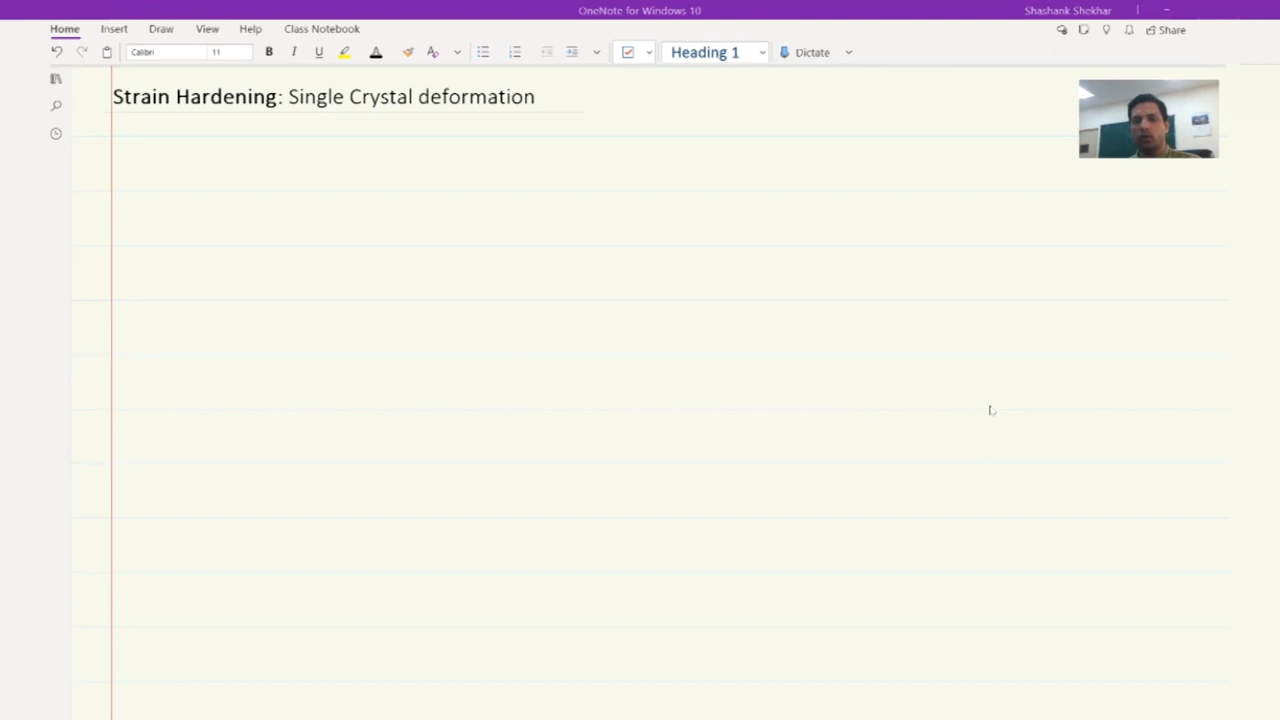 OneNote for Windows 10
Shashank Shekhar
Home Insert Draw View Help Class Notebook
Share
Calibri 11 B I U A A Heading 1 Dictate
Strain Hardening: Single Crystal deformation